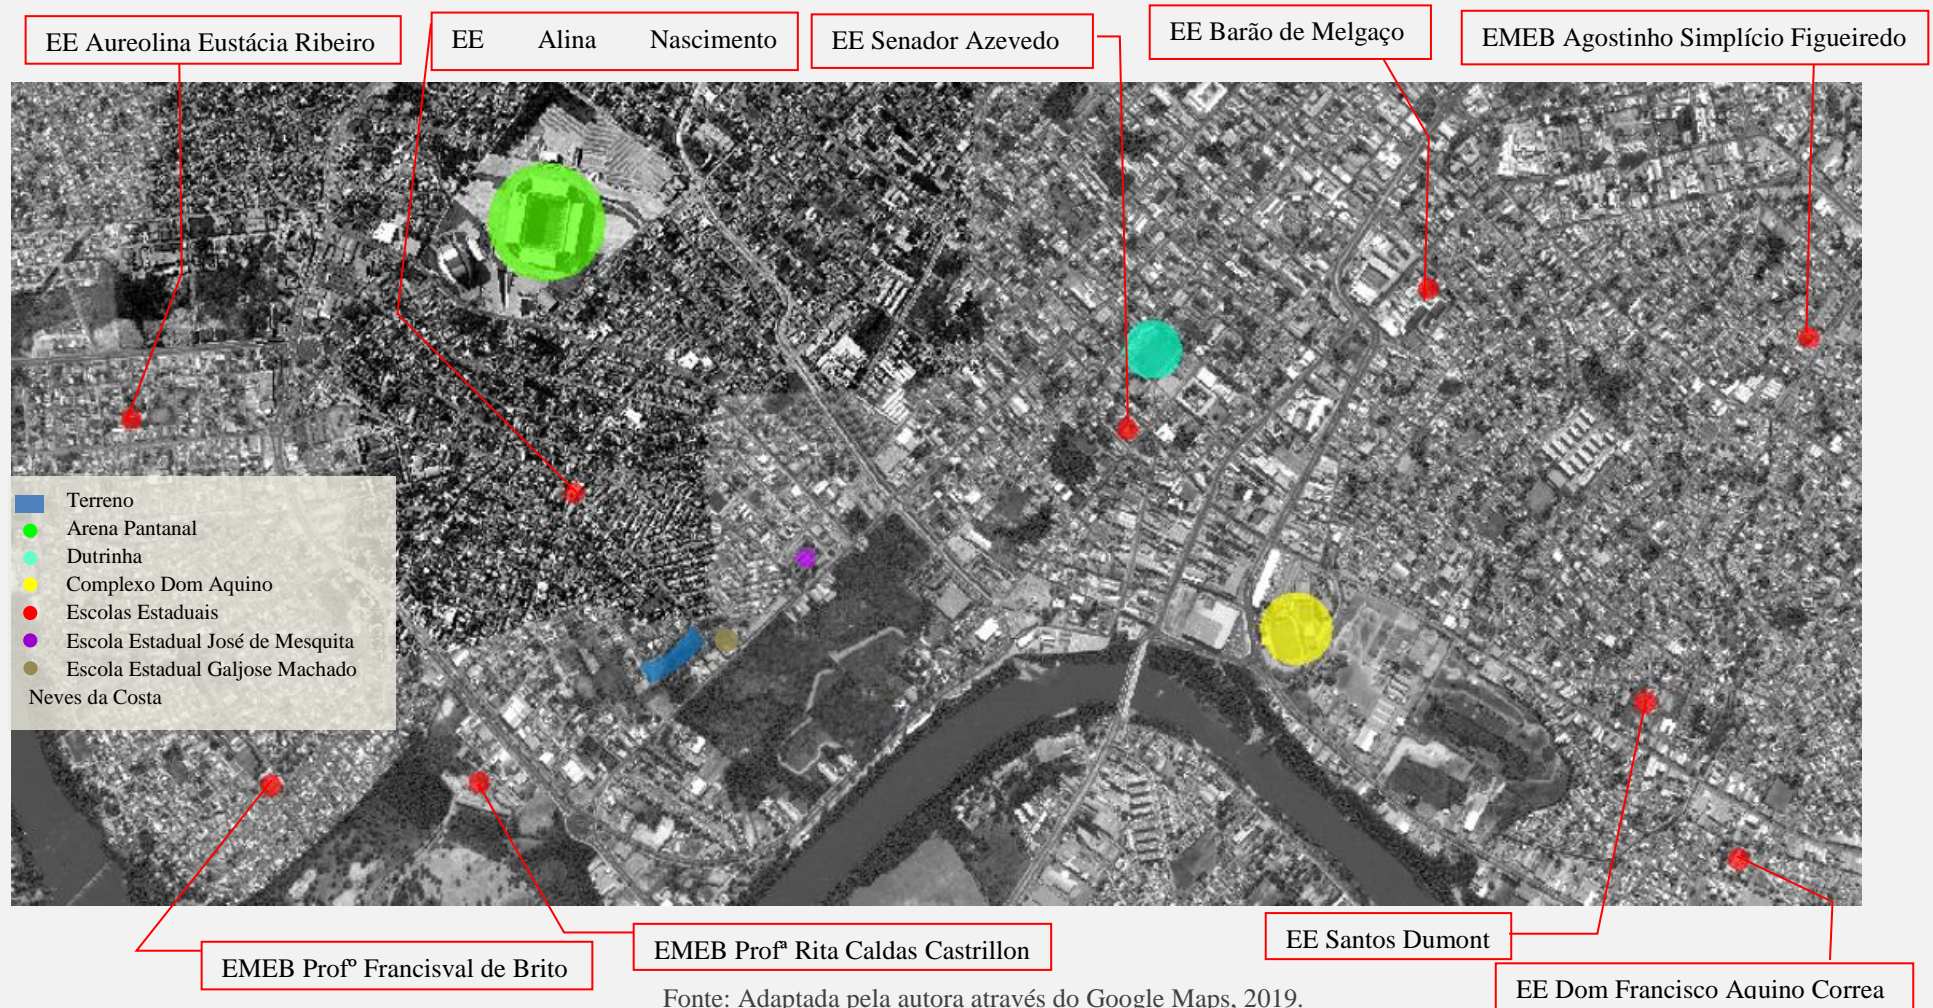 EE Aureolina Eustácia Ribeiro
EE Alina Nascimento
EE Senador Azevedo
EE Barão de Melgaço
EMEB Agostinho Simplício Figueiredo
Terreno
Arena Pantanal
Dutrinha
Complexo Dom Aquino
Escolas Estaduais
Escola Estadual José de Mesquita
Escola Estadual Galjose Machado
Neves da Costa
EMEB Profº Francisval de Brito
EMEB Profª Rita Caldas Castrillon
EE Santos Dumont
EE Dom Francisco Aquino Correa
Fonte: Adaptada pela autora através do Google Maps, 2019.